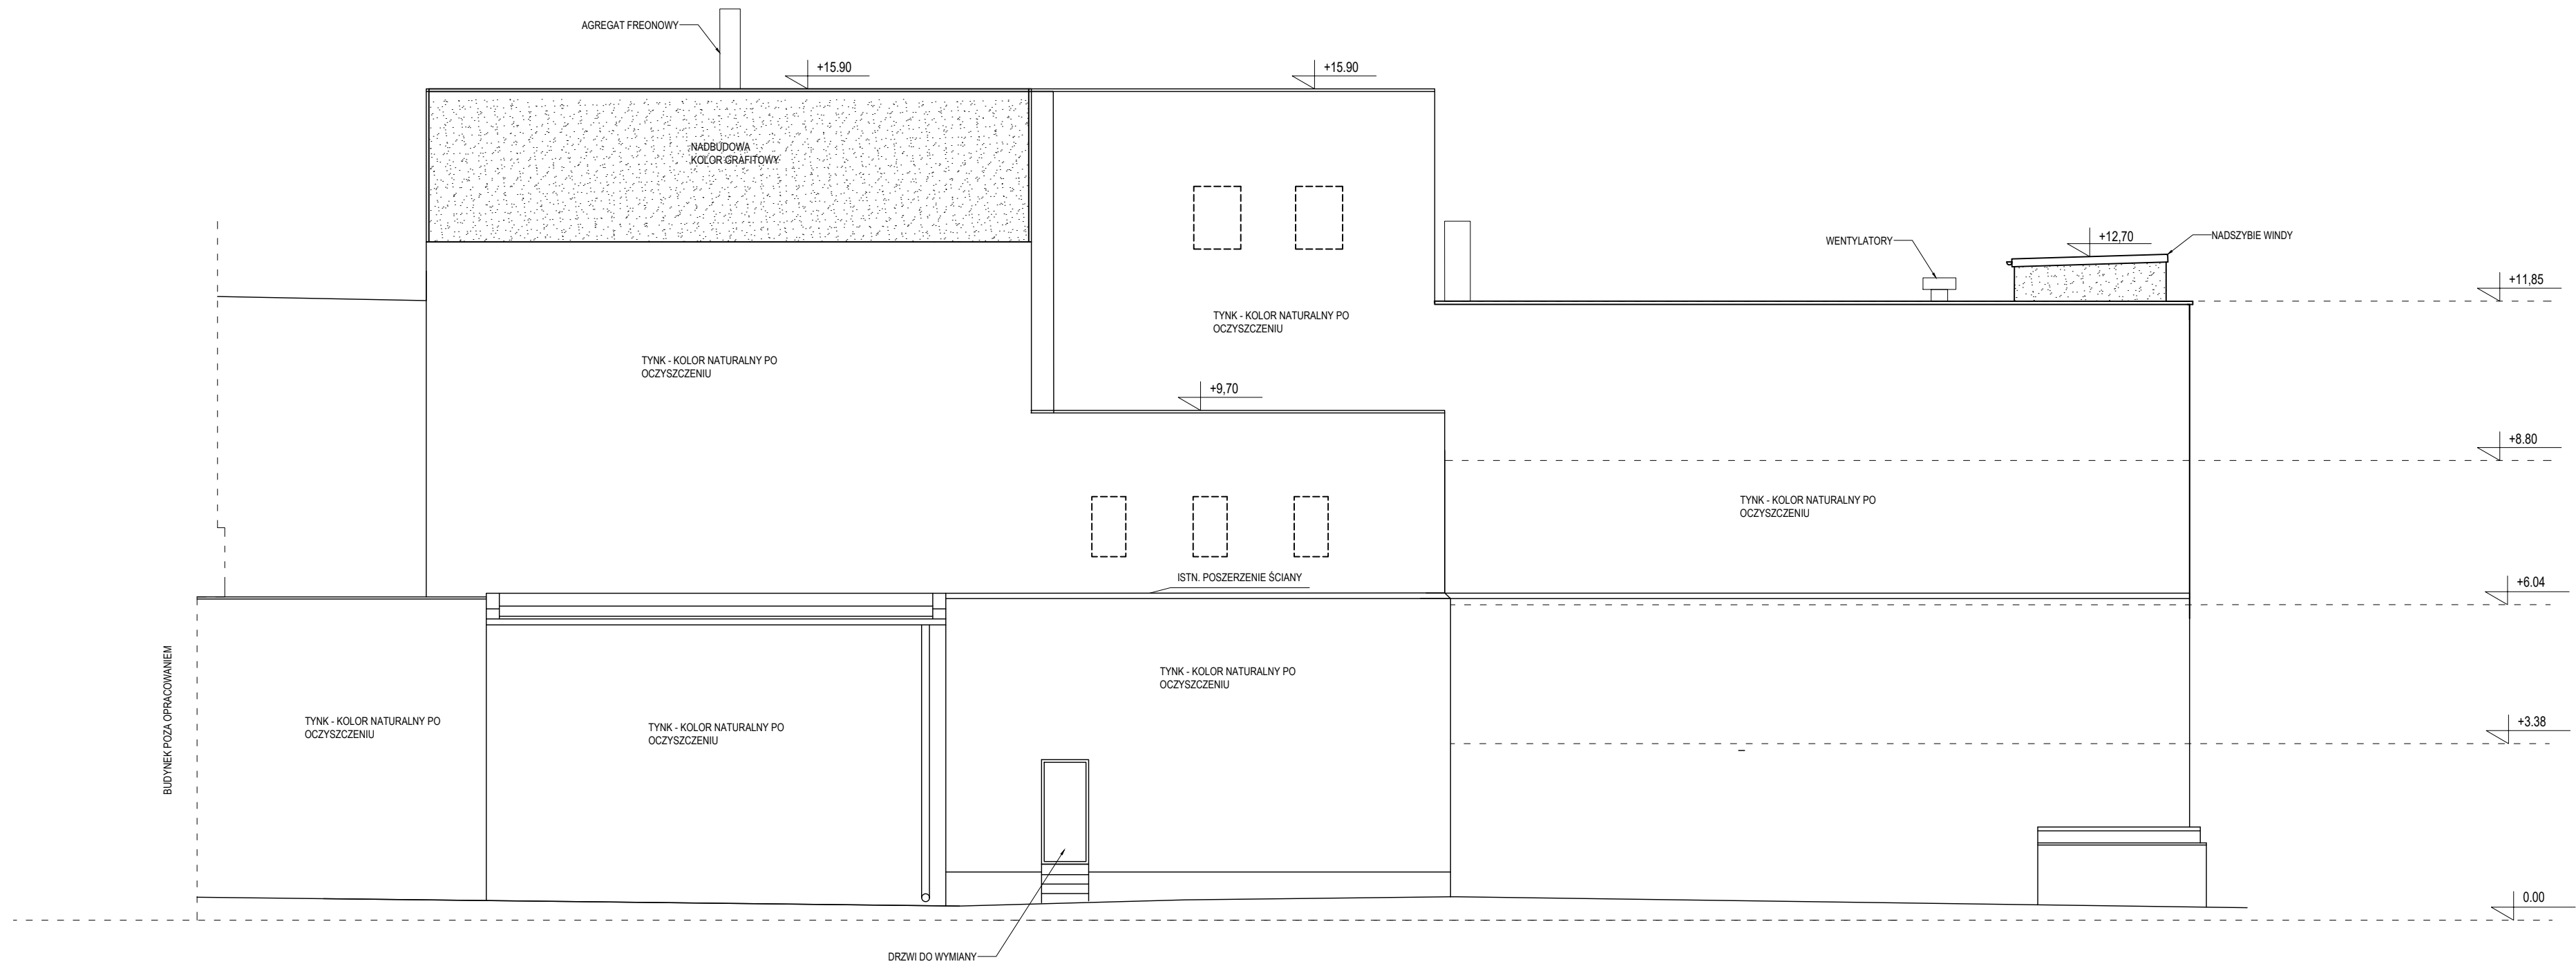 AGREGAT FREONOWY
+15.90
+15.90
NADBUDOWA
KOLOR GRAFITOWY
WENTYLATORY
+12,70
NADSZYBIE WINDY
+11,85
TYNK - KOLOR NATURALNY PO
OCZYSZCZENIU
TYNK - KOLOR NATURALNY PO
OCZYSZCZENIU
+9,70
+8.80
TYNK - KOLOR NATURALNY PO
OCZYSZCZENIU
ISTN. POSZERZENIE ŚCIANY
+6.04
BUDYNEK POZA OPRACOWANIEM
TYNK - KOLOR NATURALNY PO
OCZYSZCZENIU
TYNK - KOLOR NATURALNY PO
OCZYSZCZENIU
TYNK - KOLOR NATURALNY PO
OCZYSZCZENIU
+3.38
0.00
DRZWI DO WYMIANY